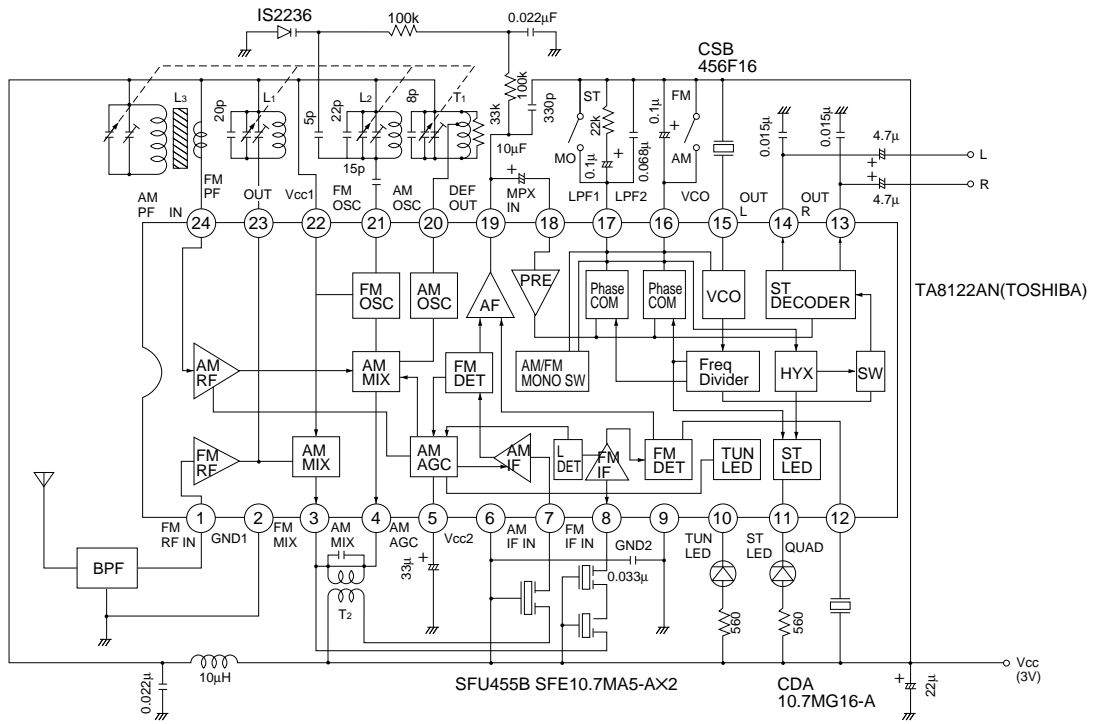 IS2236
100k
0.022μF
CSB
456F16
L3
20p
L1
5p
22p
L2
8p
T1
33k
100k
330p
ST
22k
0.1μ
FM
0.015μ
0.015μ
4.7μ
L
R
4.7μ
15p
10μF
MO
0.1μ
0.068μ
AM
AM
PF
FM
PF
IN
OUT
Vcc1
FM
OSC
AM
OSC
DEF
OUT
MPX
IN
LPF1
LPF2
VCO
OUT
L
OUT
R
24
23
22
21
20
19
18
17
16
15
14
13
FM
OSC
AM
OSC
AF
PRE
Phase
COM
Phase
COM
VCO
ST
DECODER
TA8122AN(TOSHIBA)
AM
RF
AM
MIX
FM
DET
AM/FM
MONO SW
Freq
Divider
HYX
SW
FM
RF
AM
MIX
AM
AGC
AM
IF
L
DET
FM
IF
FM
DET
TUN
LED
ST
LED
1
2
3
4
5
6
7
8
9
10
11
12
FM
RF IN
GND1
FM
MIX
AM
MIX
AM
AGC
Vcc2
AM
IF IN
FM
IF IN
GND2
TUN
LED
ST
LED
QUAD
BPF
T2
33μ
0.033μ
560
560
0.022μ
10μH
SFU455B SFE10.7MA5-AX2
CDA
10.7MG16-A
22μ
Vcc
(3V)